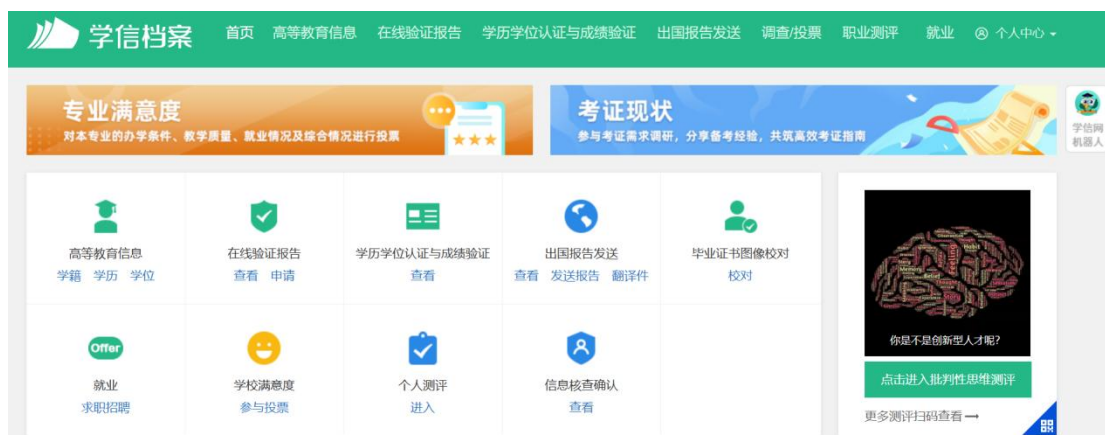 学信档案 首页 高等教育信息 在线验证报告 学历学位认证与成绩验证 出国报告发送 调查/投票 职业测评 就业 个人中心
专业满意度
对本专业的办学条件、教学质量、就业情况及综合情况进行投票
考证现状
参与考证需求调研，分享备考经验，共筑高效考证指南
学信网
机器人
高等教育信息 在线验证报告 学历学位认证与成绩验证 出国报告发送 毕业证书图像校对
学籍 学历 学位 查看 申请 查看 查看 发送报告 翻译件 校对
Offer
就业 学校满意度 个人测评 信息核查确认
求职招聘 参与投票 进入 查看
Habit
Feeling
Memory
Belief
你是不是创新型人才呢?
点击进入批判性思维测评
更多测评扫码查看